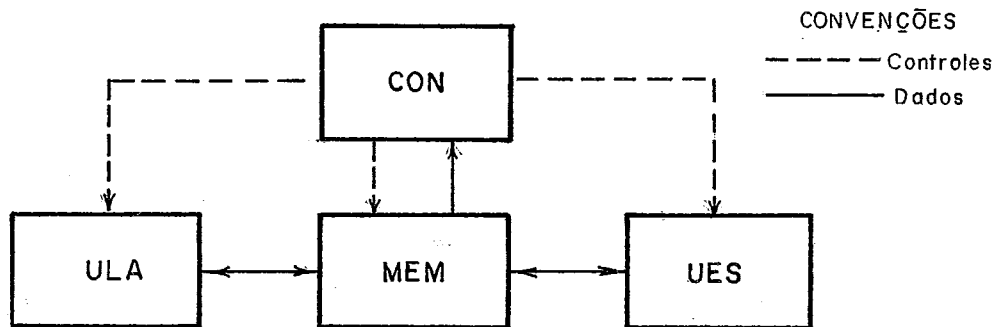 CONVENÇÕES
Controles
Dados
CON
ULA
MEM
UES